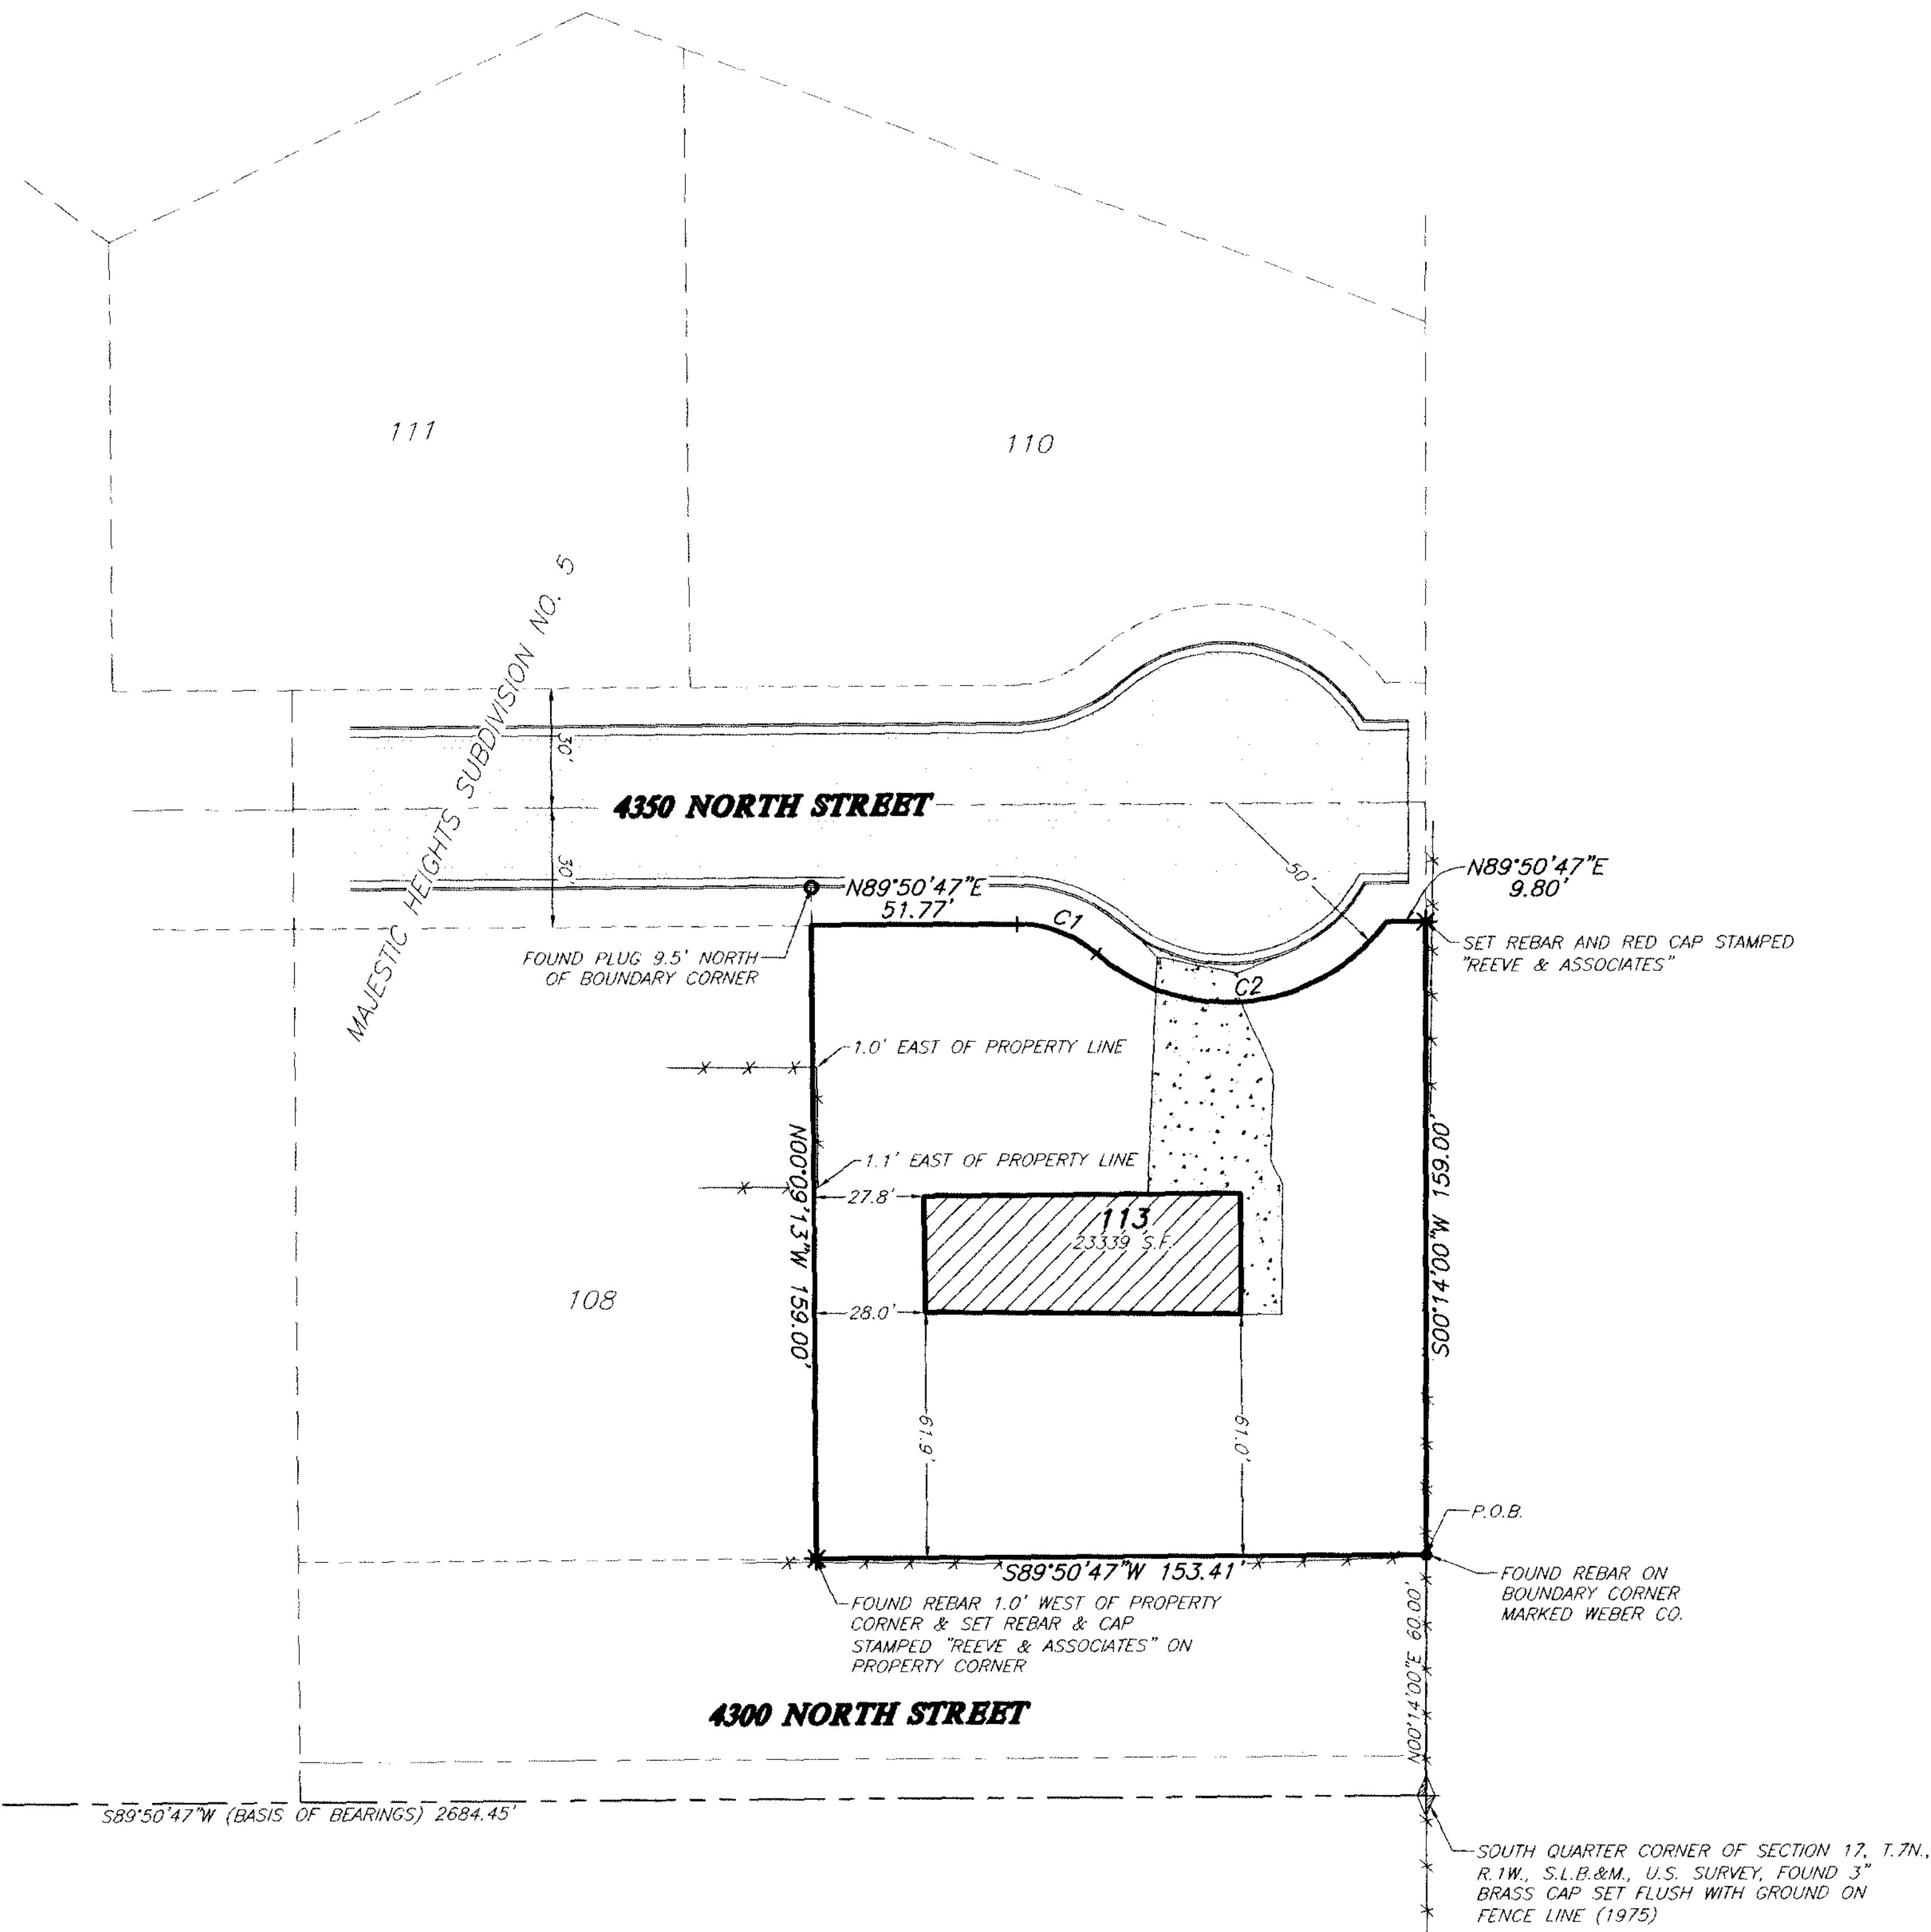 111
110
MAJESTIC HEIGHTS SUBDIVISION NO. 5
30'
4350 NORTH STREET
30'
50'
N89°50'47"E
9.80'
N89°50'47"E
51.77'
C1
C2
SET REBAR AND RED CAP STAMPED
"REEVE & ASSOCIATES"
FOUND PLUG 9.5' NORTH
OF BOUNDARY CORNER
1.0' EAST OF PROPERTY LINE
1.1' EAST OF PROPERTY LINE
N00°09'13"W 159.00'
S00°14'00"W 159.00'
27.8'
113
23339 S.F.
108
28.0'
61.9'
61.0'
P.O.B.
S89°50'47"W 153.41'
FOUND REBAR ON
BOUNDARY CORNER
MARKED WEBER CO.
FOUND REBAR 1.0' WEST OF PROPERTY
CORNER & SET REBAR & CAP
STAMPED "REEVE & ASSOCIATES" ON
PROPERTY CORNER
N00°14'00"E 60.00'
4300 NORTH STREET
S89°50'47"W (BASIS OF BEARINGS) 2684.45'
SOUTH QUARTER CORNER OF SECTION 17, T.7N.,
R.1W., S.L.B.&M., U.S. SURVEY, FOUND 3"
BRASS CAP SET FLUSH WITH GROUND ON
FENCE LINE (1975)